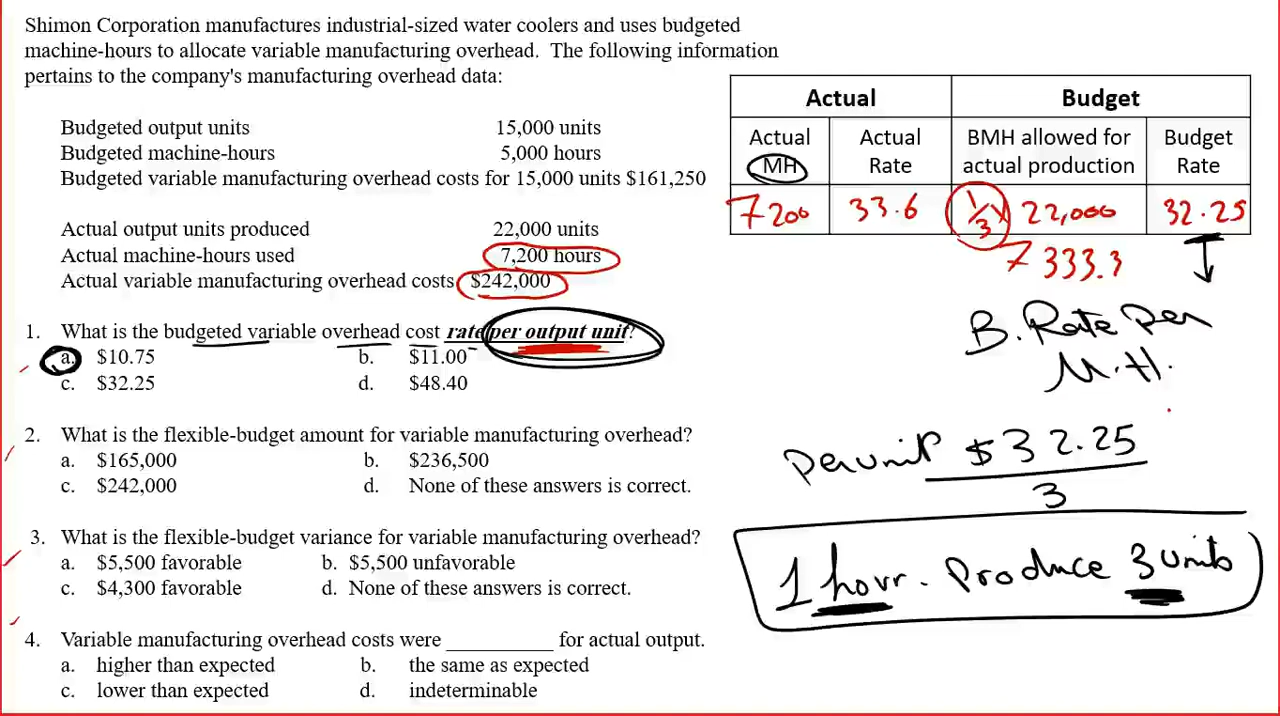 Shimon Corporation manufactures industrial-sized water coolers and uses budgeted
machine-hours to allocate variable manufacturing overhead. The following information
pertains to the company's manufacturing overhead data:
Budgeted output units 15,000 units
Budgeted machine-hours 5,000 hours
Budgeted variable manufacturing overhead costs for 15,000 units $161,250
Actual output units produced 22,000 units
Actual machine-hours used 7,200 hours
Actual variable manufacturing overhead costs $242,000
1. What is the budgeted variable overhead cost rate per output unit?
a. $10.75 b. $11.00
c. $32.25 d. $48.40
2. What is the flexible-budget amount for variable manufacturing overhead?
a. $165,000 b. $236,500
c. $242,000 d. None of these answers is correct.
3. What is the flexible-budget variance for variable manufacturing overhead?
a. $5,500 favorable b. $5,500 unfavorable
c. $4,300 favorable d. None of these answers is correct.
4. Variable manufacturing overhead costs were __________ for actual output.
a. higher than expected b. the same as expected
c. lower than expected d. indeterminable
Actual Budget
Actual Actual BMH allowed for Budget
MH Rate actual production Rate
7200 33.6 1/3 x 22,000 32.25
7333.3
B. Rate per
M.H.
per unit $32.25
3
1 hour. Produce 3 units